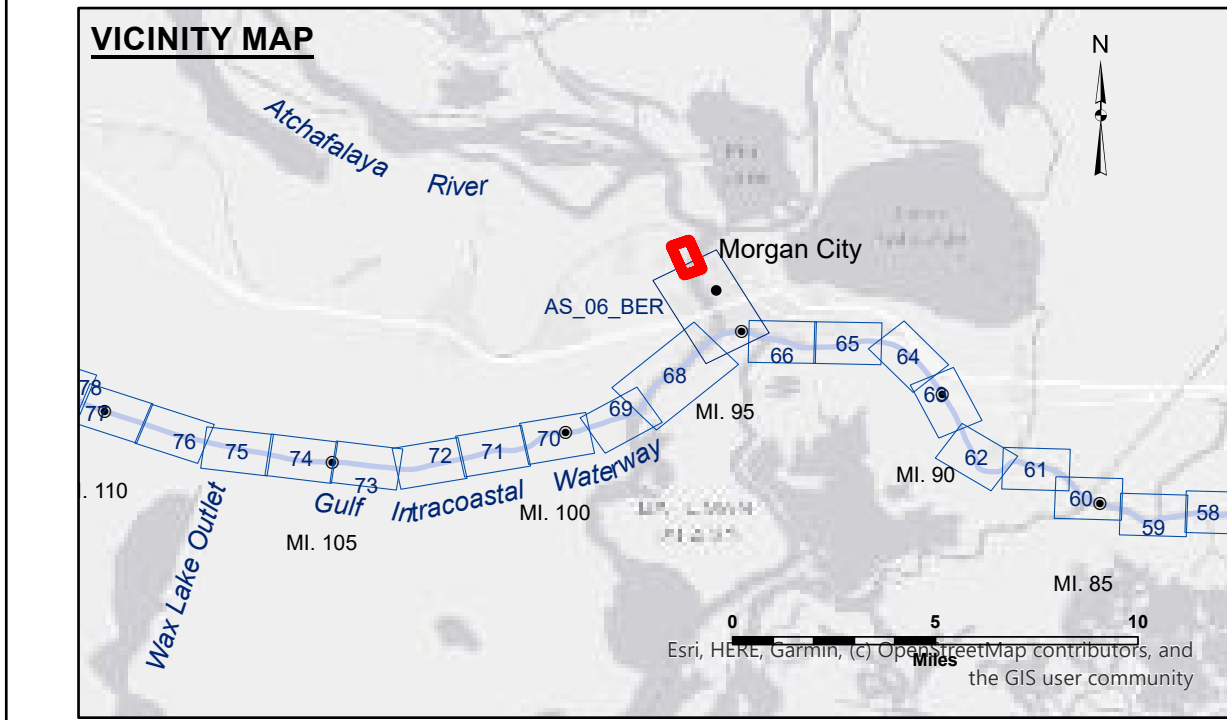 VICINITY MAP
N
Atchafalaya
River
Morgan City
AS_06_BER
66
65
64
68
MI. 95
69
78
77
76
75
74
73
72
71
70
62
61
60
59
58
MI. 90
Gulf Intracoastal Waterway
MI. 100
. 110
MI. 105
Wax Lake Outlet
MI. 85
0 5 10
Miles
Esri, HERE, Garmin, (c) OpenStreetMap contributors, and
the GIS user community